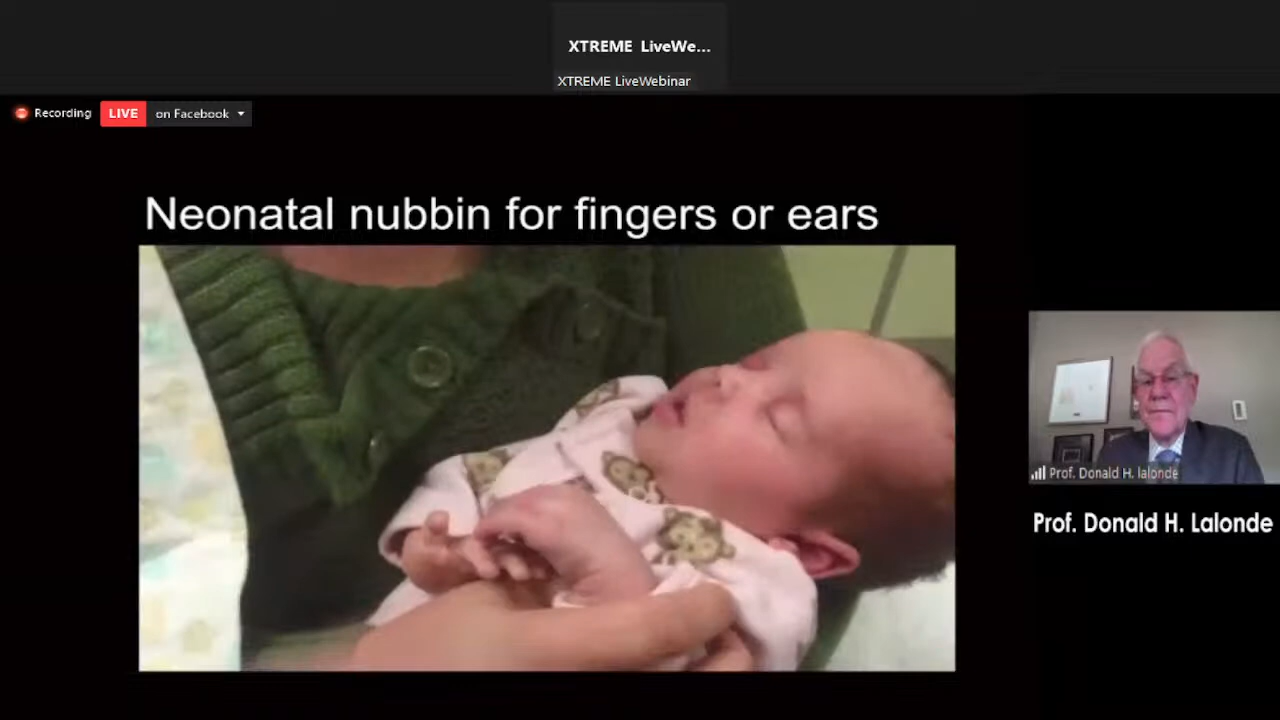 XTREME LiveWe...
XTREME LiveWebinar
Recording
LIVE
on Facebook
Neonatal nubbin for fingers or ears
Prof. Donald H. lalonde
Prof. Donald H. Lalonde